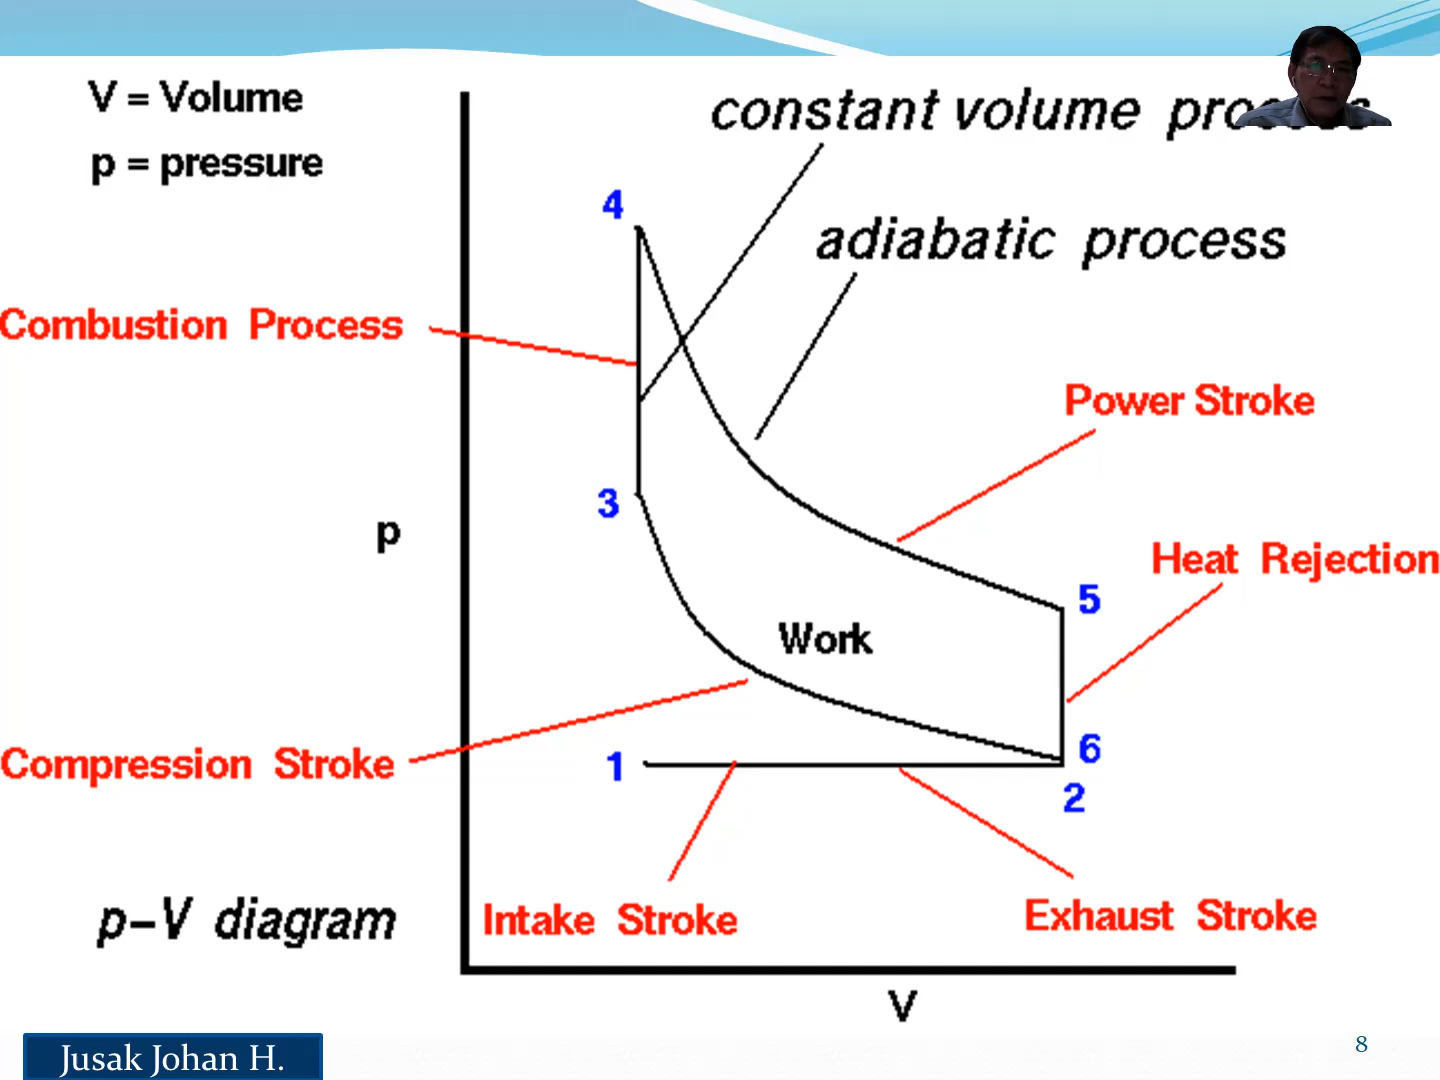 V = Volume
p = pressure
constant volume
adiabatic process
4
Combustion Process
Power Stroke
3
p
Heat Rejection
5
Work
Compression Stroke
1
6
2
p-V diagram
Intake Stroke
Exhaust Stroke
V
Jusak Johan H.
8